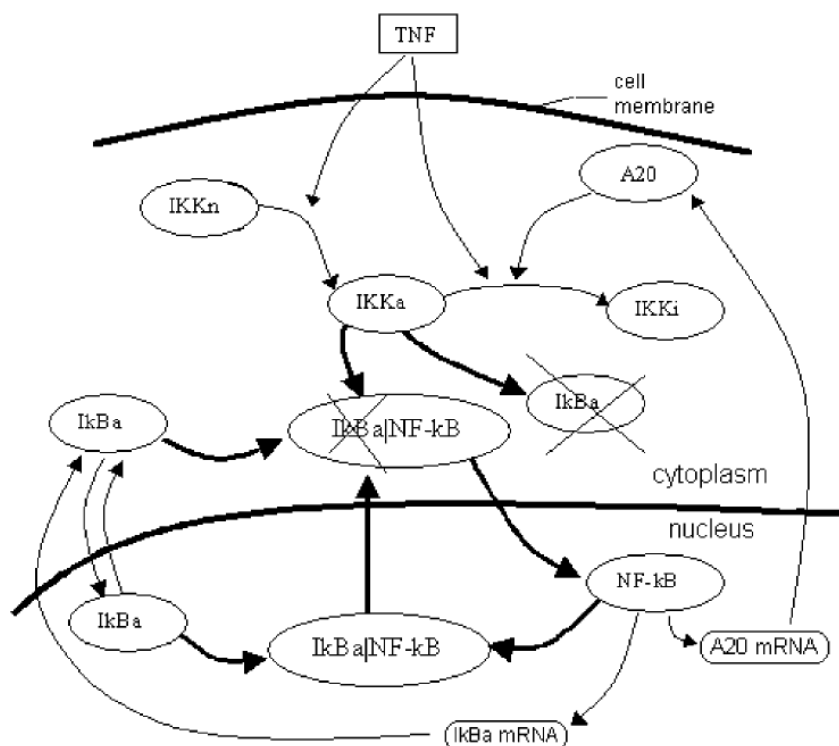 TNF
cell
membrane
A20
IKKn
IKKa
IKKi
IkBa
IkBa
IkBa|NF-kB
cytoplasm
nucleus
NF-kB
IkBa
IkBa|NF-kB
A20 mRNA
IkBa mRNA